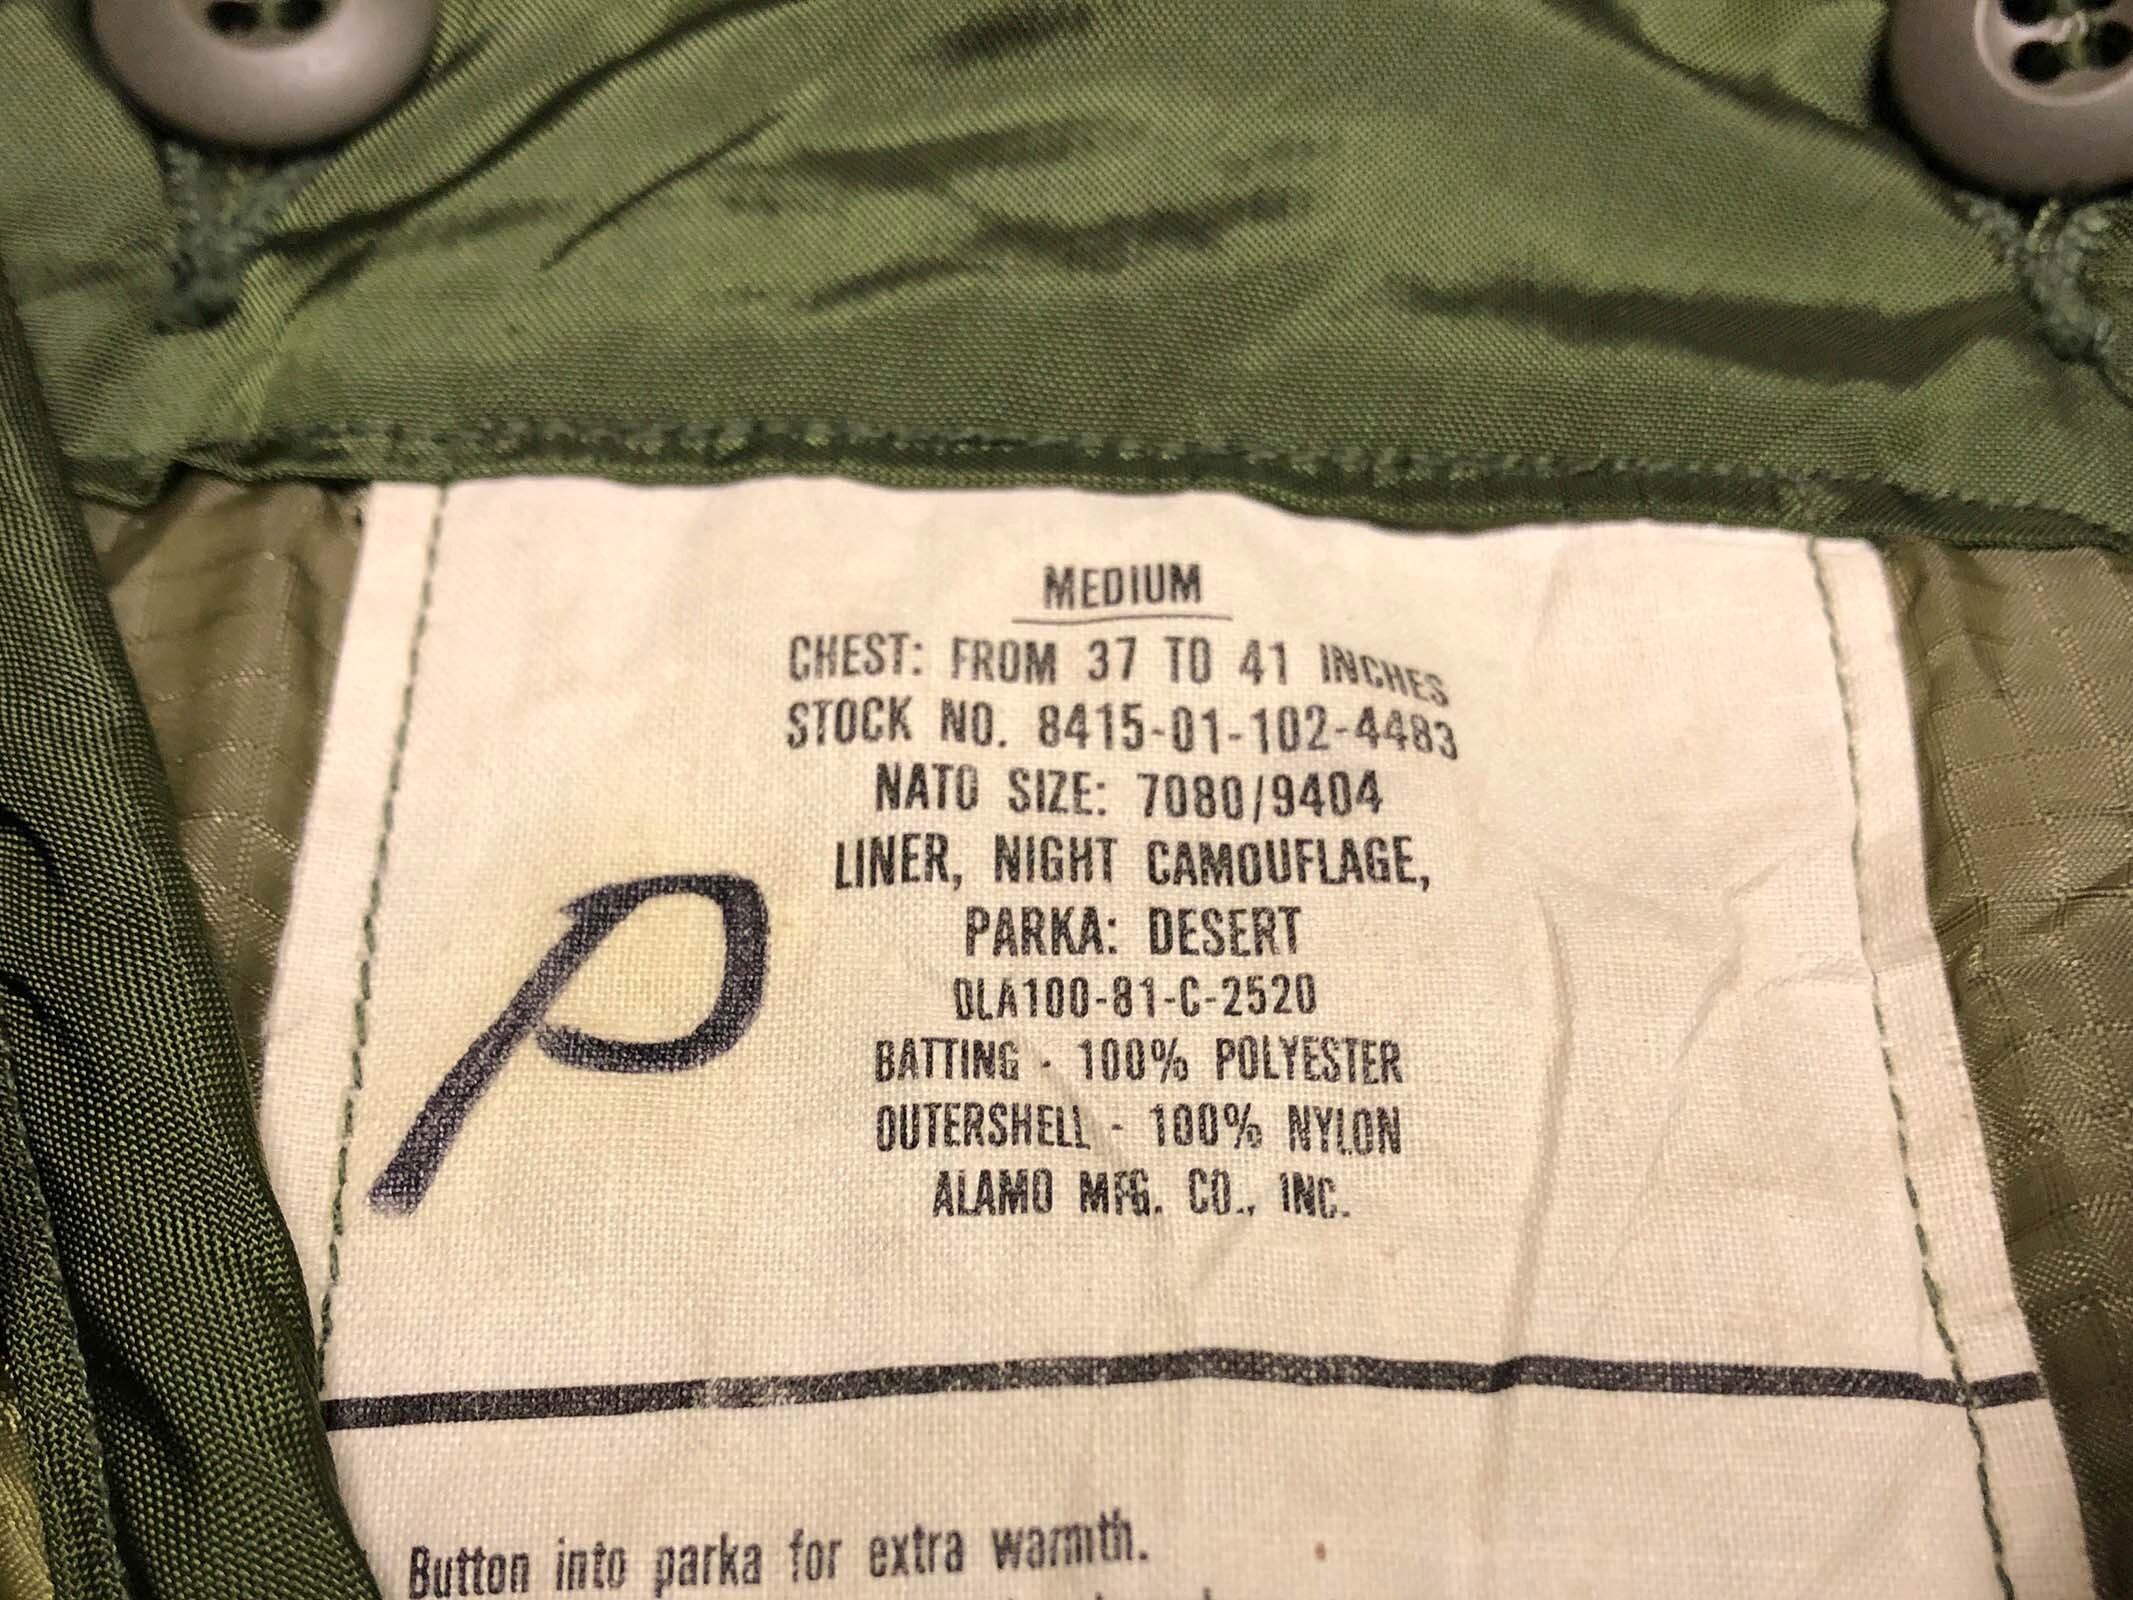 MEDIUM
CHEST: FROM 37 TO 41 INCHES
STOCK NO. 8415-01-102-4483
NATO SIZE: 7080/9404
LINER, NIGHT CAMOUFLAGE,
PARKA: DESERT
DLA100-81-C-2520
BATTING - 100% POLYESTER
OUTERSHELL - 100% NYLON
ALAMO MFG. CO., INC.
P
Button into parka for extra warmth.